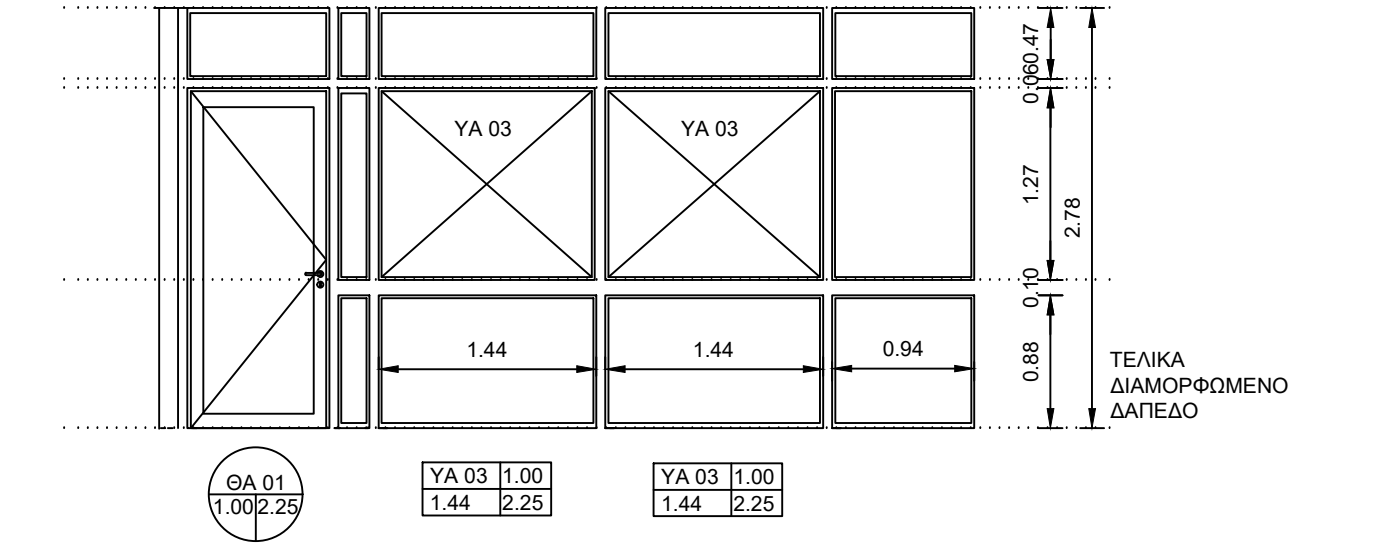 0.47
0.06
ΥΑ 03
ΥΑ 03
1.27
2.78
0.10
1.44
1.44
0.94
0.88
ΤΕΛΙΚΑ
ΔΙΑΜΟΡΦΩΜΕΝΟ
ΔΑΠΕΔΟ
ΘΑ 01
1.00 2.25
ΥΑ 03 1.00
1.44 2.25
ΥΑ 03 1.00
1.44 2.25